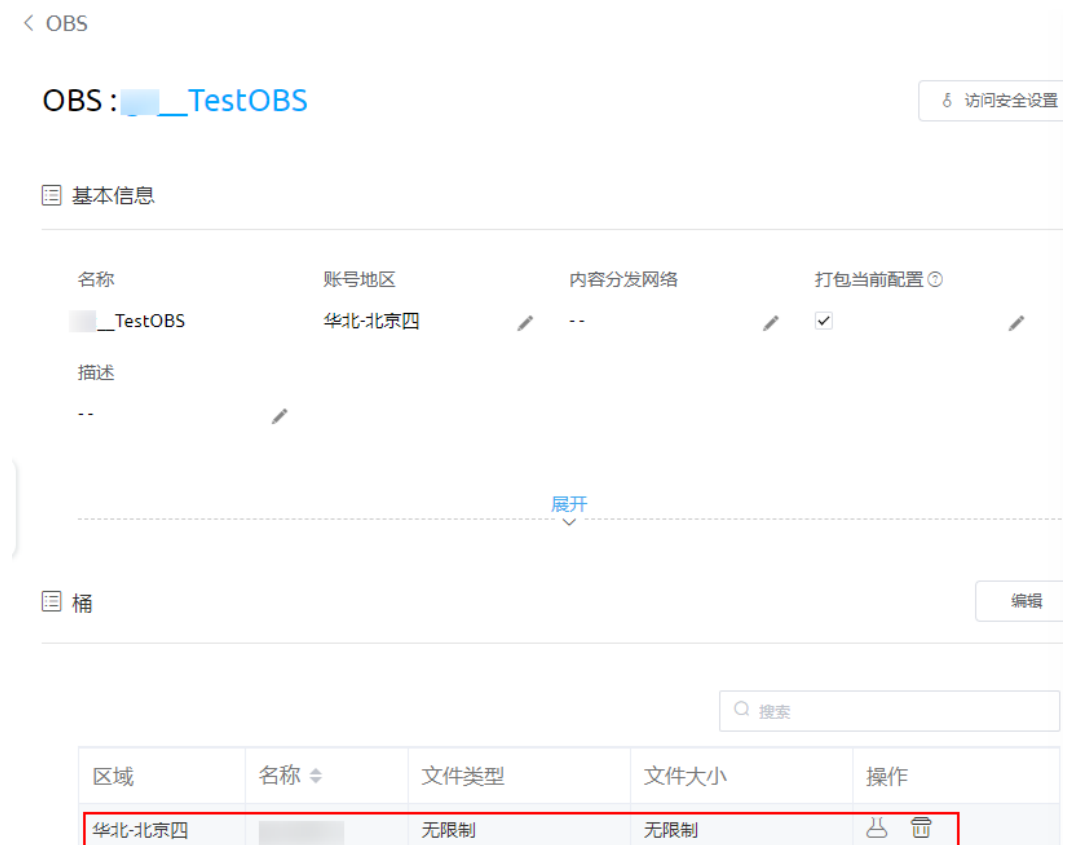 OBS
OBS : __TestOBS
访问安全设置
基本信息
名称 账号地区 内容分发网络 打包当前配置
__TestOBS 华北-北京四 -- 
描述
--
展开
桶
编辑
搜索
区域 名称 文件类型 文件大小 操作
华北-北京四 无限制 无限制